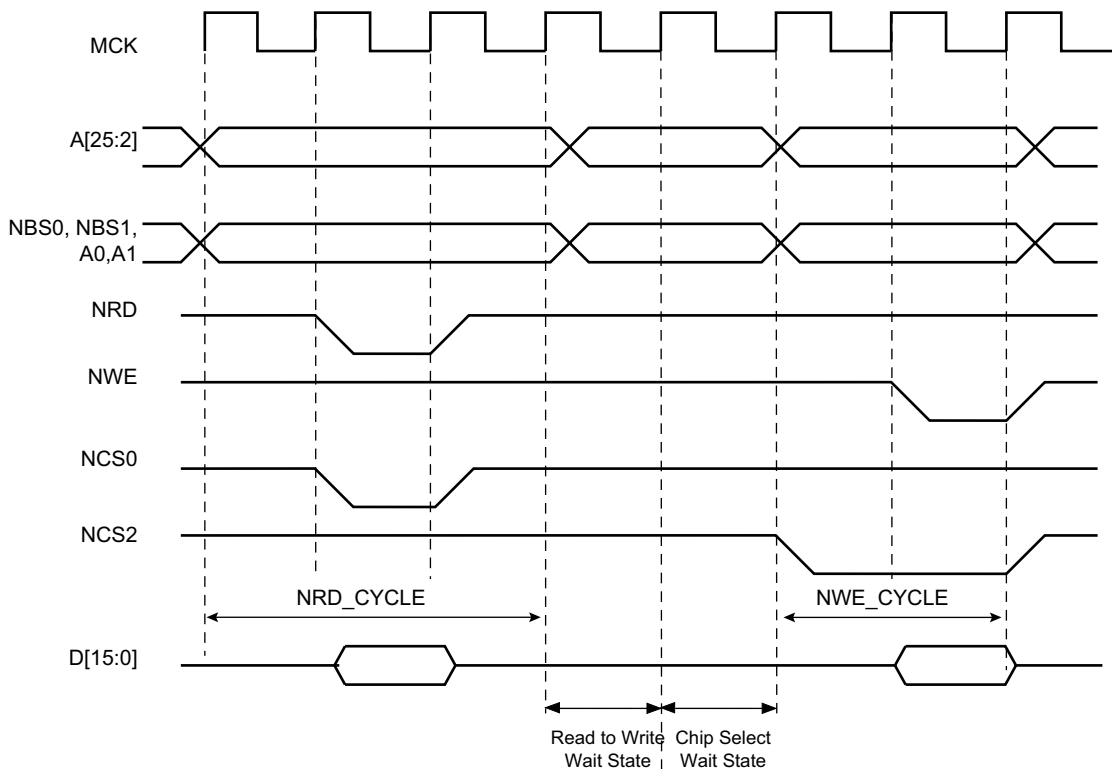 MCK
A[25:2]
NBS0, NBS1,
A0,A1
NRD
NWE
NCS0
NCS2
NRD_CYCLE
NWE_CYCLE
D[15:0]
Read to Write
Wait State
Chip Select
Wait State